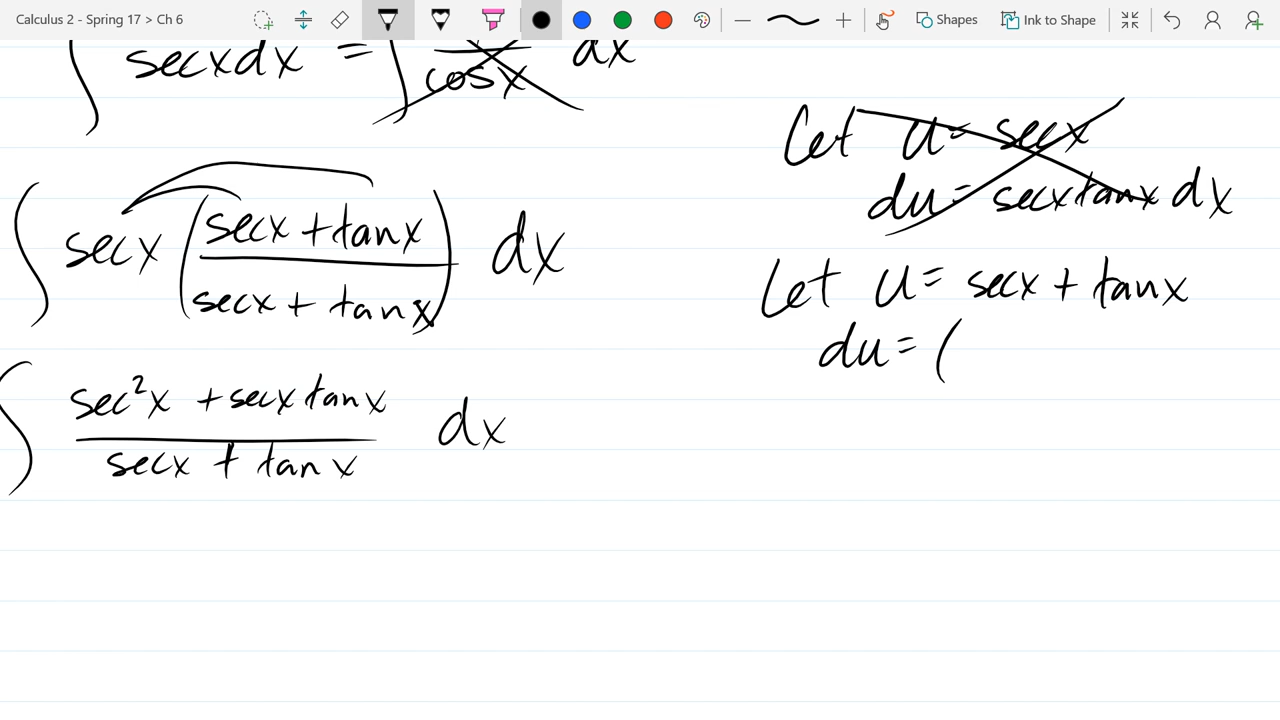 Calculus 2 - Spring 17 > Ch 6
Shapes
Ink to Shape
∫ secx dx = ∫ cosx dx
Let u = secx
du = secx tanx dx
∫ secx ( secx + tanx / secx + tanx ) dx
Let u = secx + tanx
du = (
∫ sec²x + secx tanx / secx + tanx dx